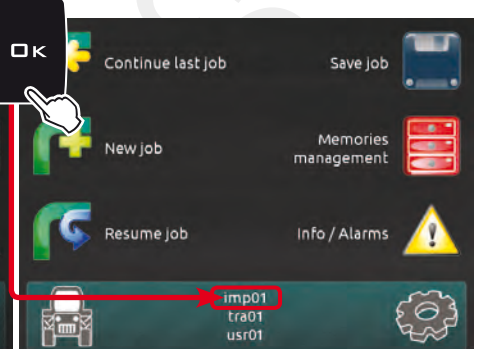 OK
Continue last job
Save job
New job
Memories
management
Resume job
Info / Alarms
imp01
tra01
usr01